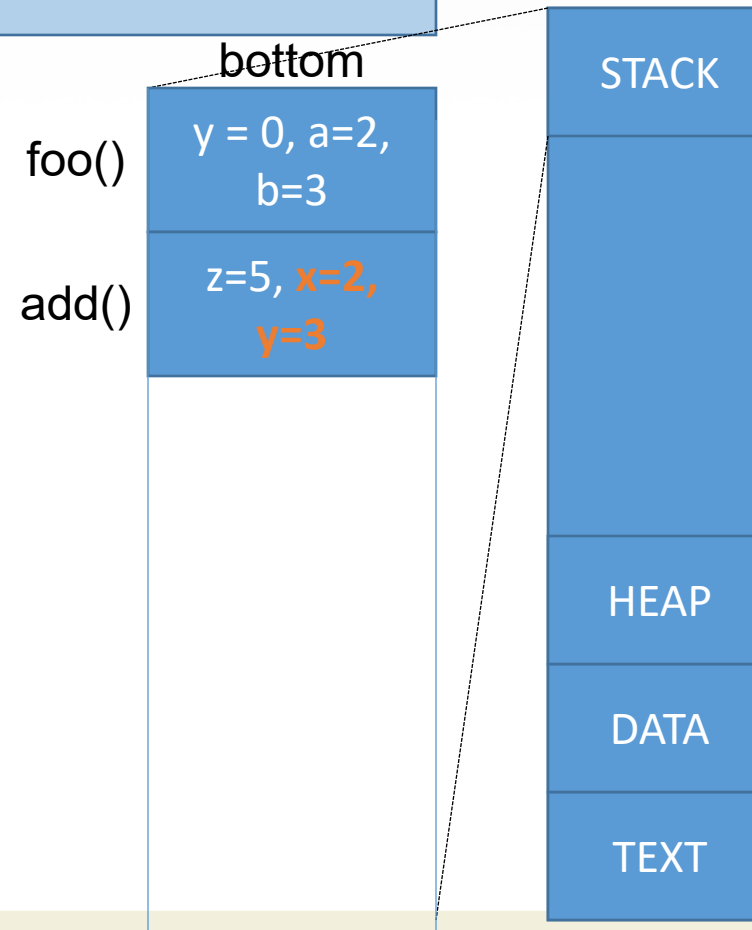 bottom
foo()
y = 0, a=2,
b=3
add()
z=5, x=2,
y=3
STACK
HEAP
DATA
TEXT